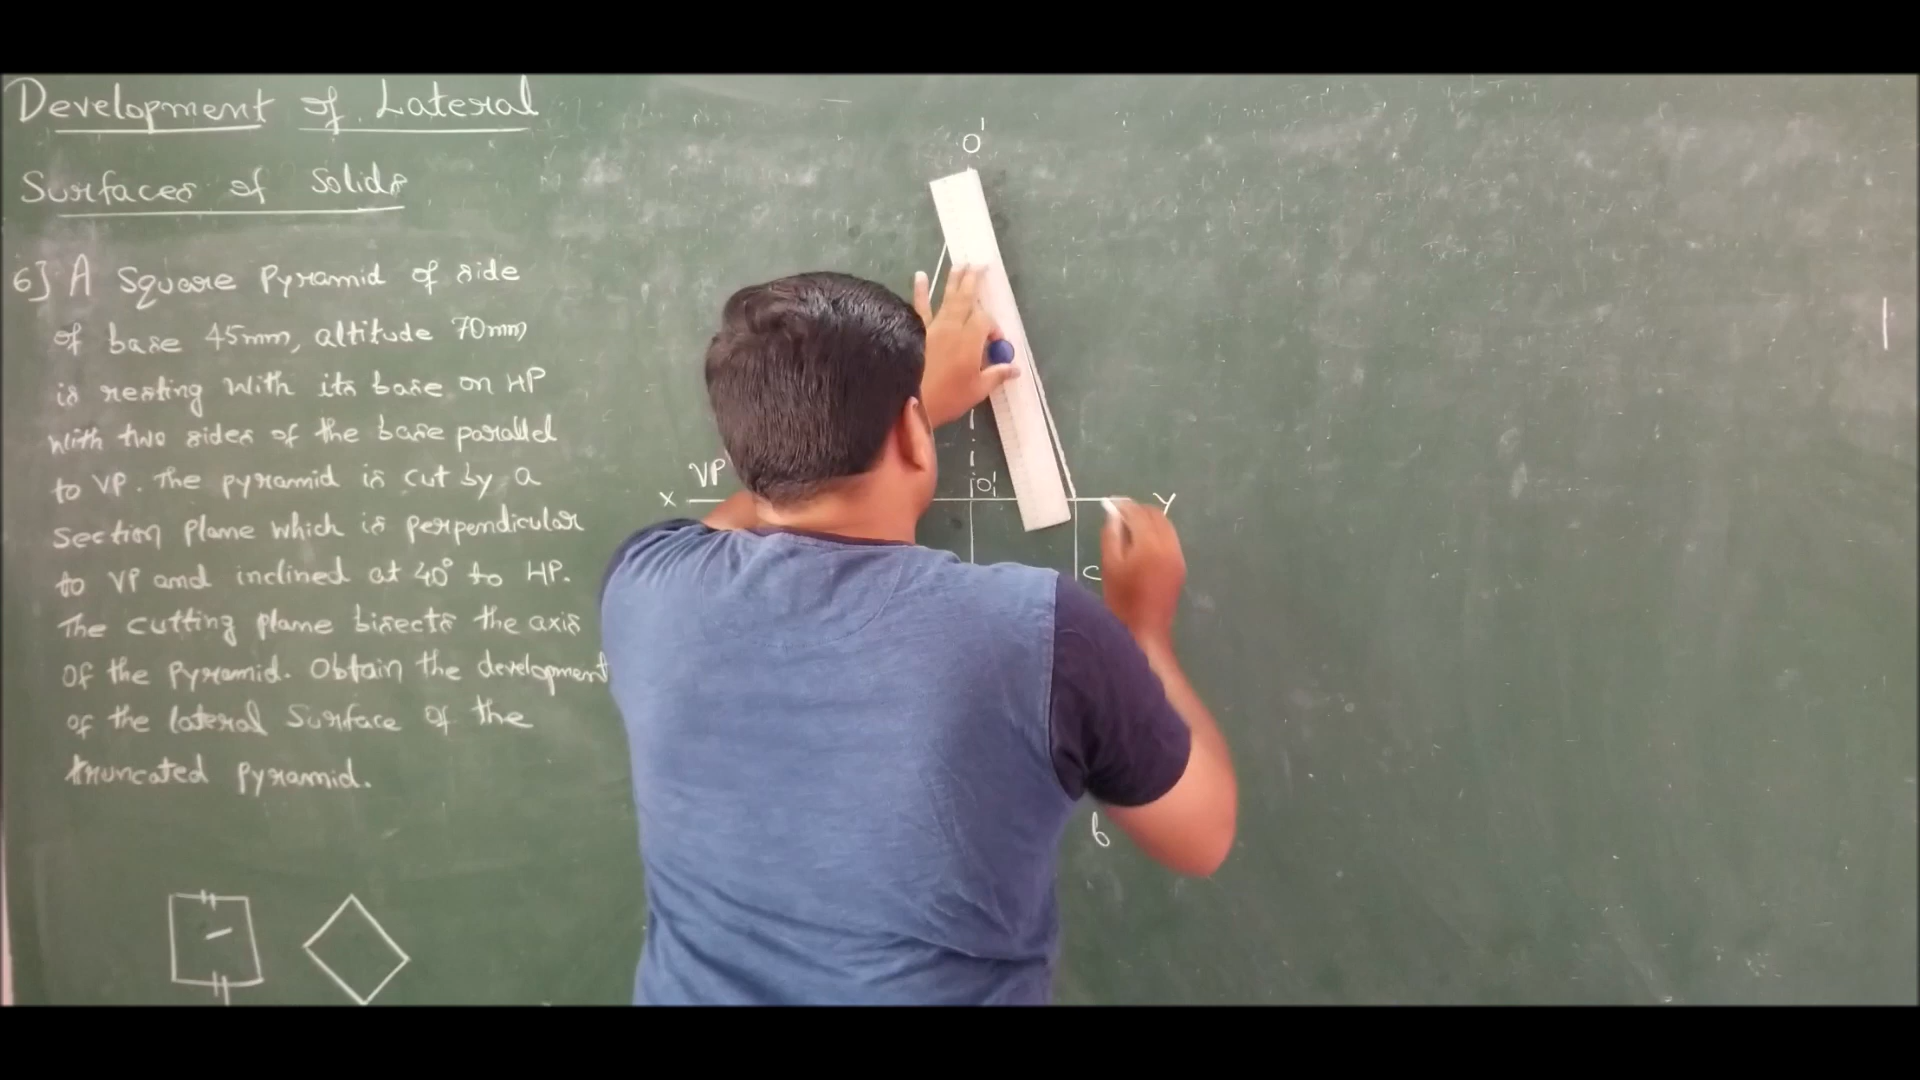 Development of Lateral
Surfaces of Solids
6] A Square Pyramid of side
of base 45mm, altitude 70mm
is resting with its base on HP
with two sides of the base parallel
to VP. The pyramid is cut by a
section plane which is perpendicular
to VP and inclined at 40° to HP.
The cutting plane bisects the axis
of the Pyramid. Obtain the development
of the lateral surface of the
truncated pyramid.
O'
VP
X
O'
Y
C
b